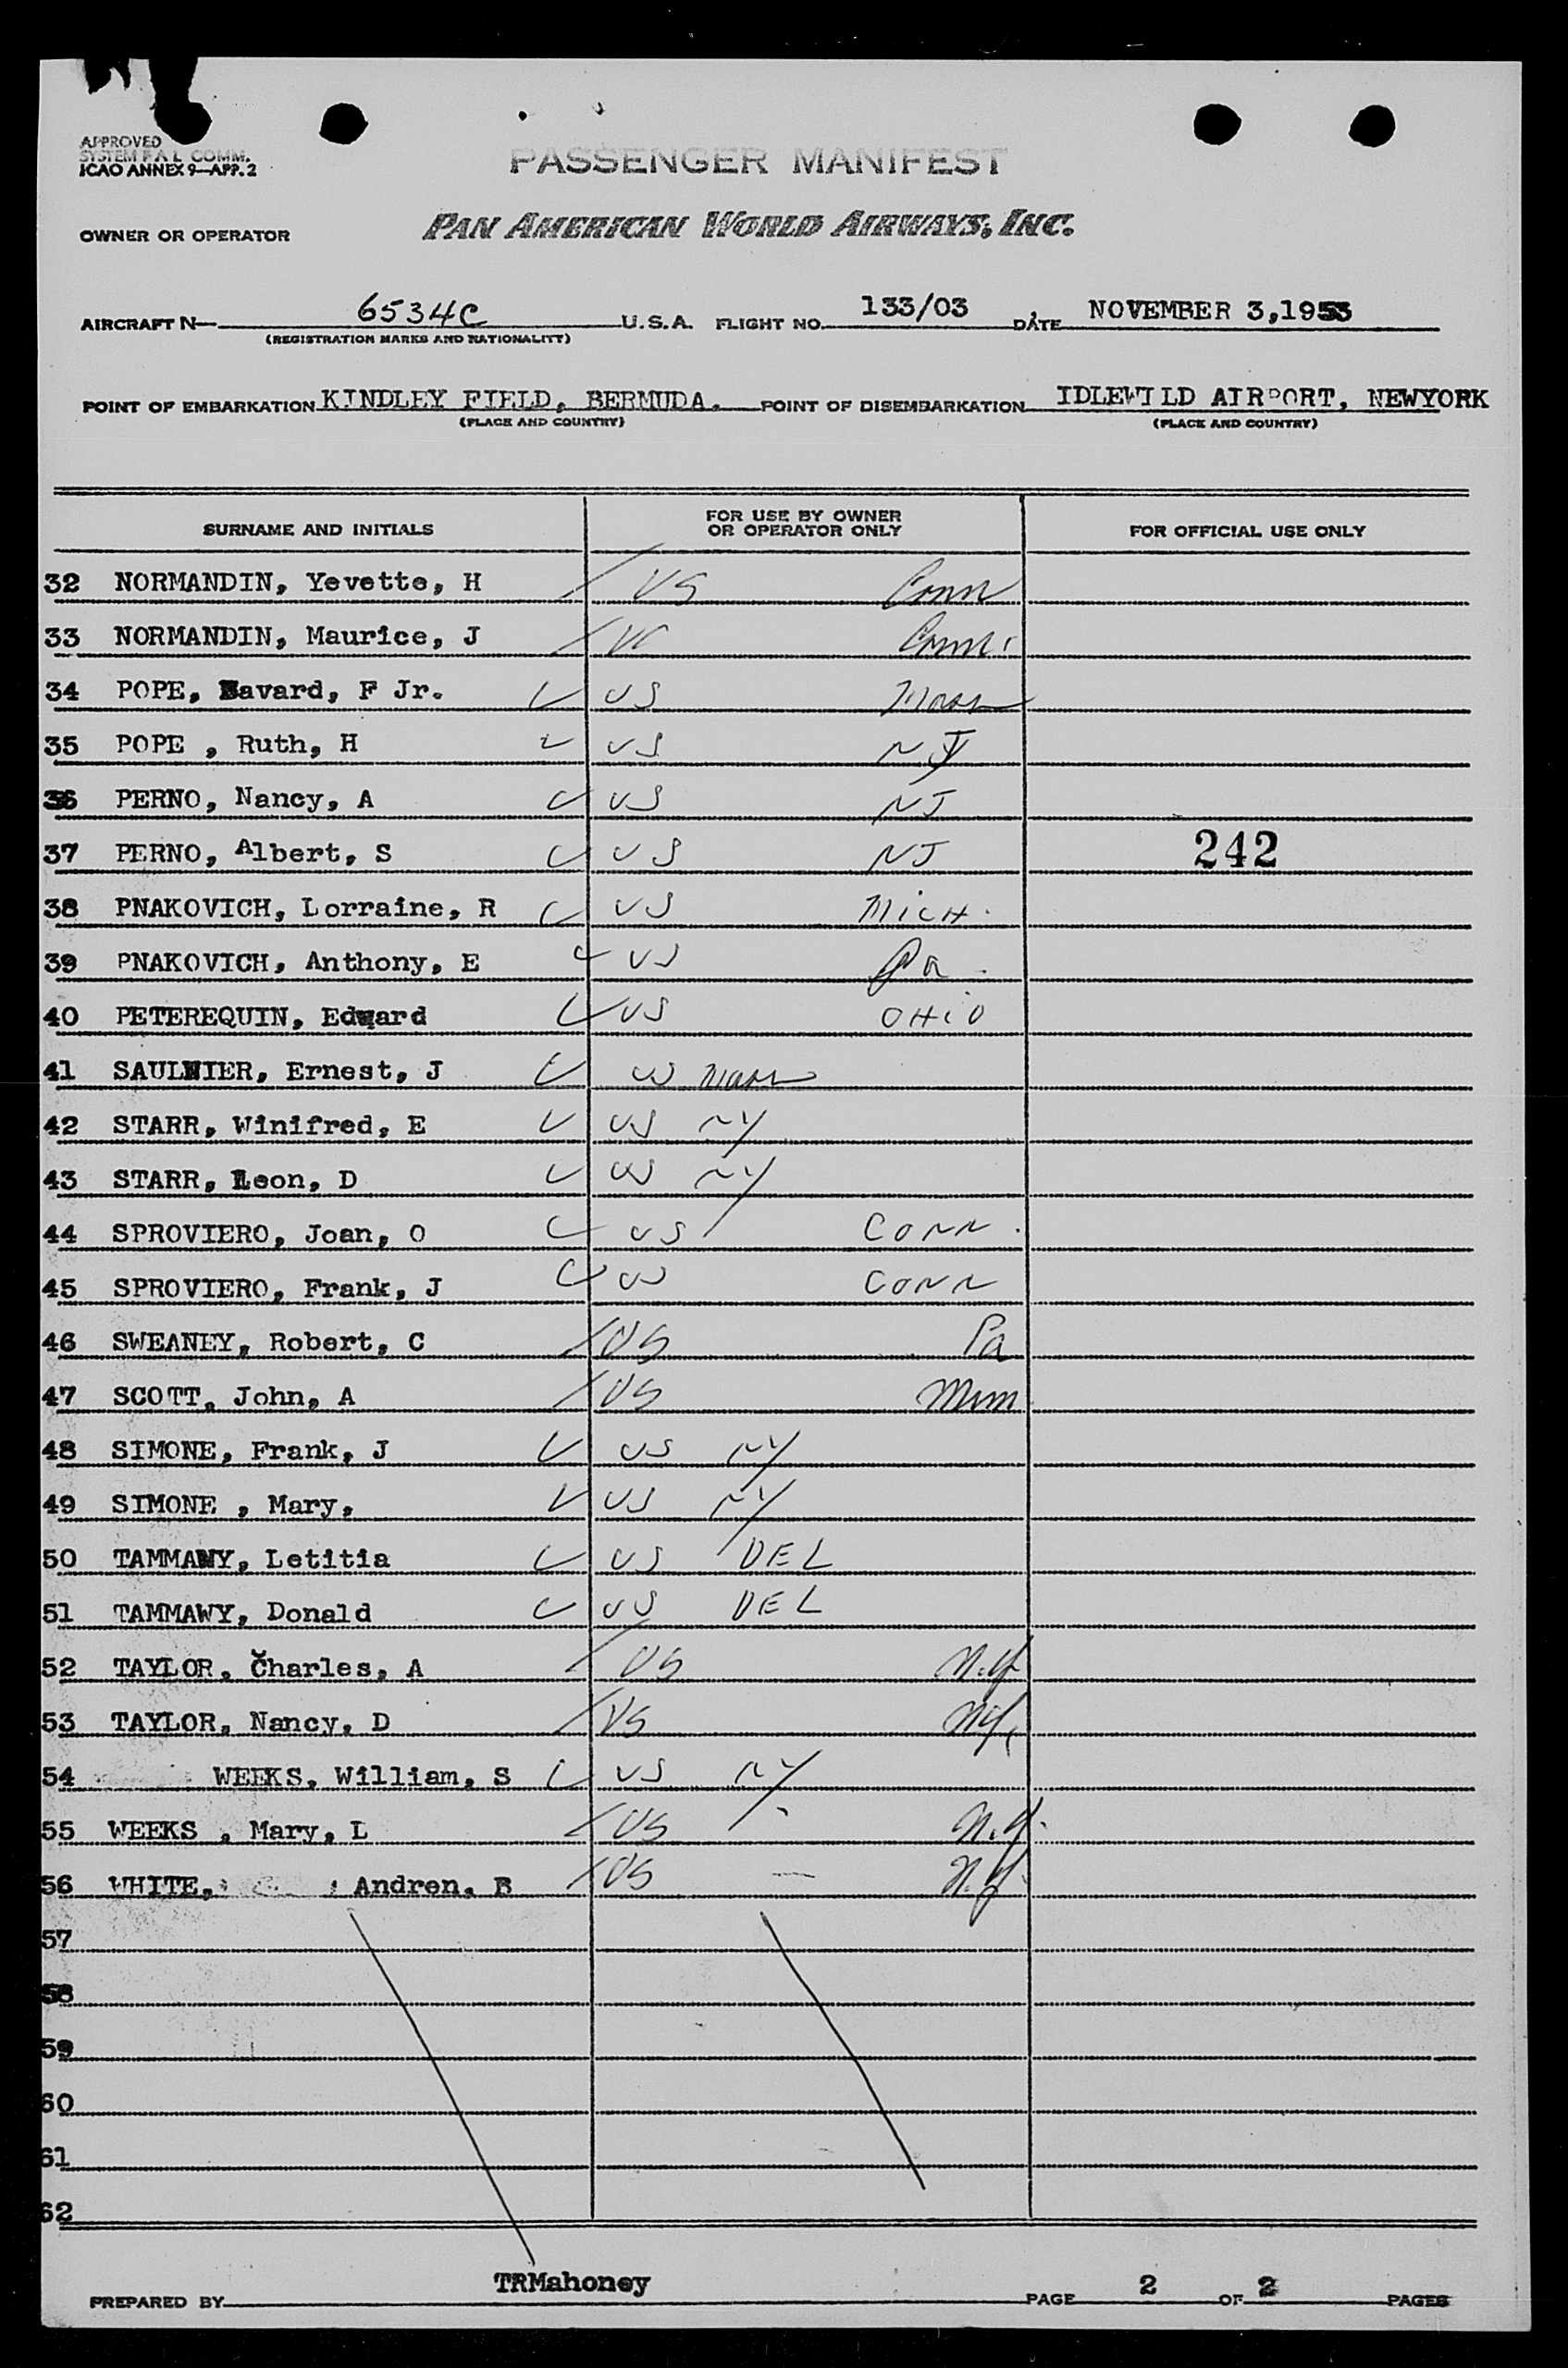 APPROVED
SYSTEM F A L COMM.
ICAO ANNEX 9—APP. 2
PASSENGER MANIFEST
OWNER OR OPERATOR PAN AMERICAN WORLD AIRWAYS, INC.
AIRCRAFT N— 6534C U.S.A. FLIGHT NO. 133/03 DATE NOVEMBER 3,1953
(REGISTRATION MARKS AND NATIONALITY)
POINT OF EMBARKATION KINDLEY FIELD, BERMUDA. POINT OF DISEMBARKATION IDLEWILD AIRPORT, NEWYORK
(PLACE AND COUNTRY) (PLACE AND COUNTRY)
SURNAME AND INITIALS FOR USE BY OWNER OR OPERATOR ONLY FOR OFFICIAL USE ONLY
32 NORMANDIN, Yevette, H US Conn
33 NORMANDIN, Maurice, J Conn.
34 POPE, Bavard, F Jr. US Mass
35 POPE , Ruth, H US NJ
36 PERNO, Nancy, A US NJ
37 PERNO, Albert, S US NJ 242
38 PNAKOVICH, Lorraine, R US MICH.
39 PNAKOVICH, Anthony, E US Pa.
40 PETEREQUIN, Edward US OHIO
41 SAULNIER, Ernest, J US Mass
42 STARR, Winifred, E US NY
43 STARR, Leon, D US NY
44 SPROVIERO, Joan, O US CONN.
45 SPROVIERO, Frank, J US CONN
46 SWEANEY, Robert, C US Pa
47 SCOTT, John, A US
48 SIMONE, Frank, J US NY
49 SIMONE , Mary, US NY
50 TAMMAWY, Letitia US DEL
51 TAMMAWY, Donald US DEL
52 TAYLOR, Charles, A US N.Y
53 TAYLOR, Nancy, D US N.Y.
54 WEEKS, William, S US NY
55 WEEKS , Mary, L US N.Y.
56 WHITE, Andren, B US N.Y
57
58
59
60
61
62
PREPARED BY TRMahoney PAGE 2 OF 2 PAGES